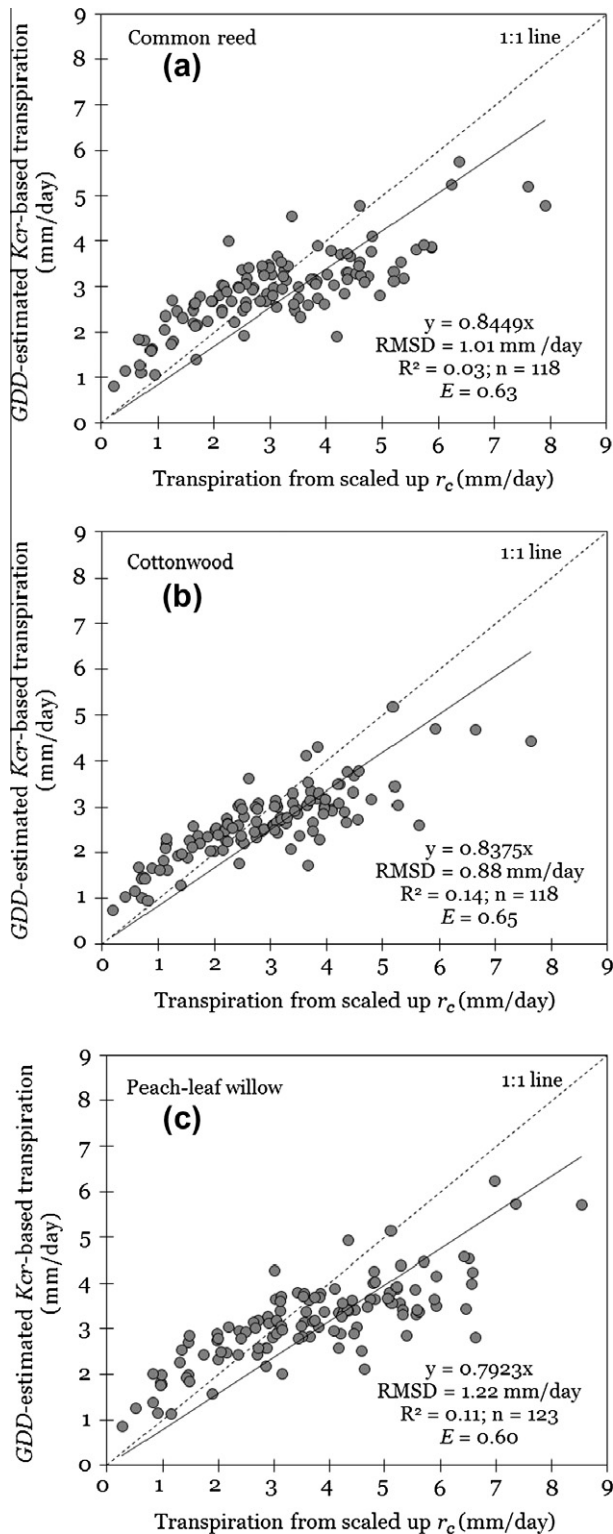 GDD-estimated Kcr-based transpiration
(mm/day)
9
8
7
6
5
4
3
2
1
0
Common reed
(a)
1:1 line
y = 0.8449x
RMSD = 1.01 mm /day
R² = 0.03; n = 118
E = 0.63
0 1 2 3 4 5 6 7 8 9
Transpiration from scaled up rc (mm/day)
GDD-estimated Kcr-based transpiration
(mm/day)
9
8
7
6
5
4
3
2
1
0
Cottonwood
(b)
1:1 line
y = 0.8375x
RMSD = 0.88 mm/day
R² = 0.14; n = 118
E = 0.65
0 1 2 3 4 5 6 7 8 9
Transpiration from scaled up rc (mm/day)
GDD-estimated Kcr-based transpiration
(mm/day)
9
8
7
6
5
4
3
2
1
0
Peach-leaf willow
(c)
1:1 line
y = 0.7923x
RMSD = 1.22 mm/day
R² = 0.11; n = 123
E = 0.60
0 1 2 3 4 5 6 7 8 9
Transpiration from scaled up rc (mm/day)